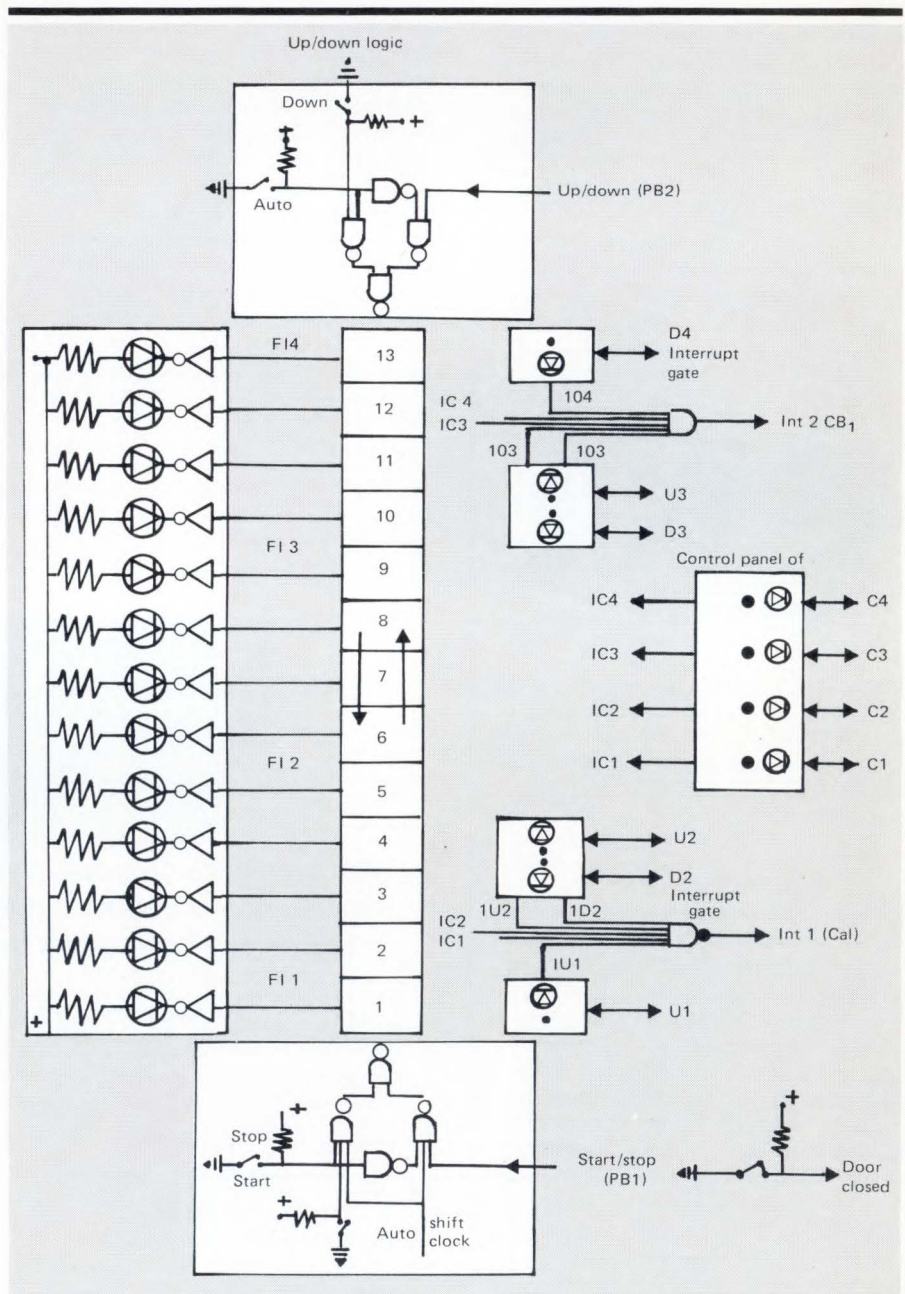 Up/down logic
Down
+
+
Auto
Up/down (PB2)
FI4
13
12
11
10
FI 3
9
8
7
6
FI 2
5
4
3
2
FI 1
1
+
D4
Interrupt
gate
104
IC 4
IC3
Int 2 CB1
103
103
U3
D3
Control panel of
IC4
C4
IC3
C3
IC2
C2
IC1
C1
U2
D2
Interrupt
gate
1U2
1D2
IC2
IC1
Int 1 (Cal)
IU1
U1
Stop
+
Start
+
Auto
shift
clock
Start/stop
(PB1)
+
Door
closed